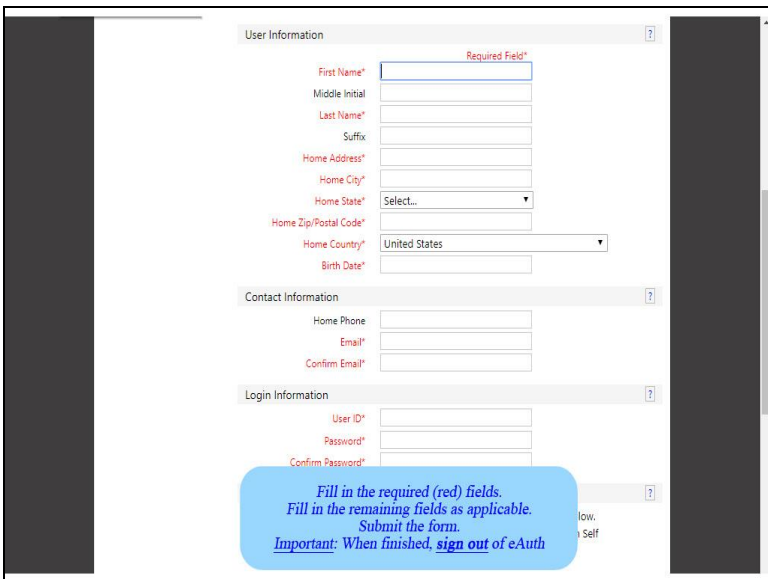 User Information ?
Required Field*
First Name*
Middle Initial
Last Name*
Suffix
Home Address*
Home City*
Home State* Select...
Home Zip/Postal Code*
Home Country* United States
Birth Date*
Contact Information ?
Home Phone
Email*
Confirm Email*
Login Information ?
User ID*
Password*
Confirm Password*
?
Fill in the required (red) fields.
Fill in the remaining fields as applicable.
low.
Submit the form.
Self
Important: When finished, sign out of eAuth